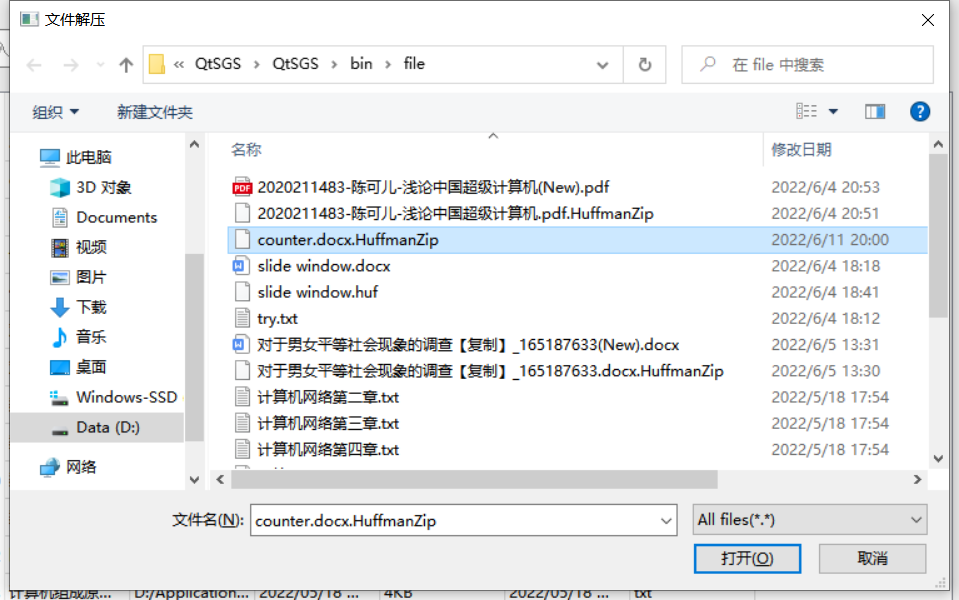 文件解压
« QtSGS > QtSGS > bin > file
在 file 中搜索
组织
新建文件夹
名称
修改日期
此电脑
3D 对象
Documents
视频
图片
下载
音乐
桌面
Windows-SSD
Data (D:)
网络
PDF 2020211483-陈可儿-浅论中国超级计算机(New).pdf 2022/6/4 20:53
2020211483-陈可儿-浅论中国超级计算机.pdf.HuffmanZip 2022/6/4 20:51
counter.docx.HuffmanZip 2022/6/11 20:00
slide window.docx 2022/6/4 18:18
slide window.huf 2022/6/4 18:41
try.txt 2022/6/4 18:12
对于男女平等社会现象的调查【复制】_165187633(New).docx 2022/6/5 13:31
对于男女平等社会现象的调查【复制】_165187633.docx.HuffmanZip 2022/6/5 13:30
计算机网络第二章.txt 2022/5/18 17:54
计算机网络第三章.txt 2022/5/18 17:54
计算机网络第四章.txt 2022/5/18 17:54
文件名(N): counter.docx.HuffmanZip
All files(*.*)
打开(O)
取消
计算机组成原... D:/Application... 2022/05/18 ... 4KB 2022/05/18 ... txt